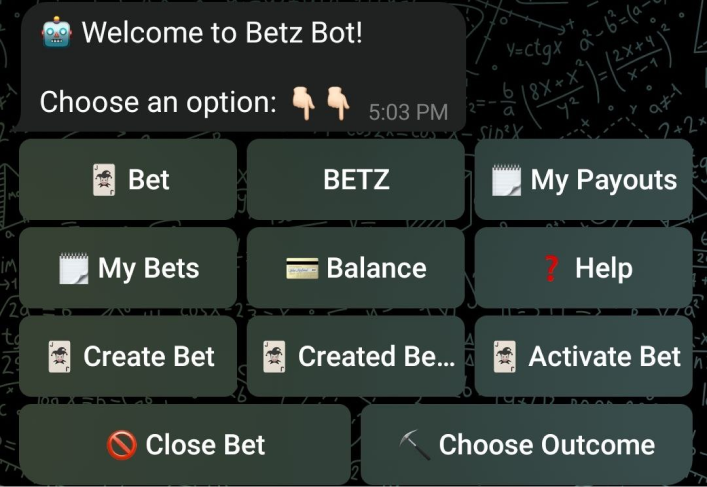 🤖 Welcome to Betz Bot!
Choose an option: 👇🏻👇🏻 5:03 PM
y=ctgx
🃏 Bet
BETZ
🗒️ My Payouts
🗒️ My Bets
💳 Balance
❓ Help
🃏 Create Bet
🃏 Created Be...
🃏 Activate Bet
🚫 Close Bet
⛏️ Choose Outcome